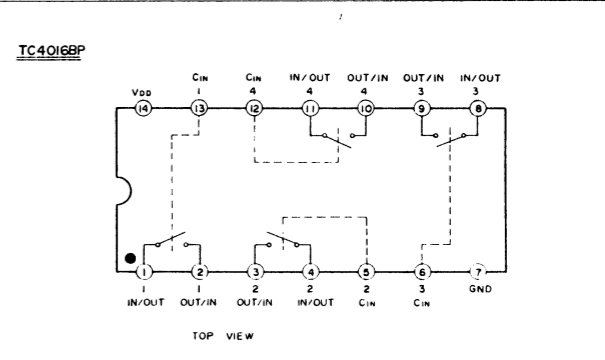 TC4016BP
CIN CIN IN/OUT OUT/IN OUT/IN IN/OUT
VDD 1 4 4 4 3 3
14 13 12 11 10 9 8
1 2 3 4 5 6 7
1 1 2 2 2 3 GND
IN/OUT OUT/IN OUT/IN IN/OUT CIN CIN
TOP VIEW